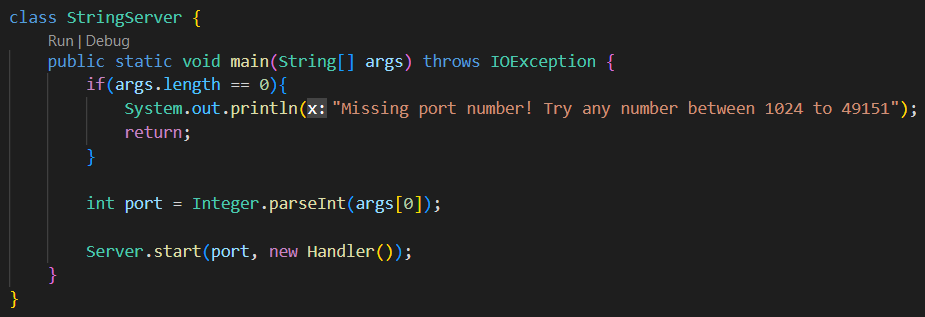 class StringServer {
Run | Debug
public static void main(String[] args) throws IOException {
if(args.length == 0){
System.out.println(x: "Missing port number! Try any number between 1024 to 49151");
return;
}
int port = Integer.parseInt(args[0]);
Server.start(port, new Handler());
}
}